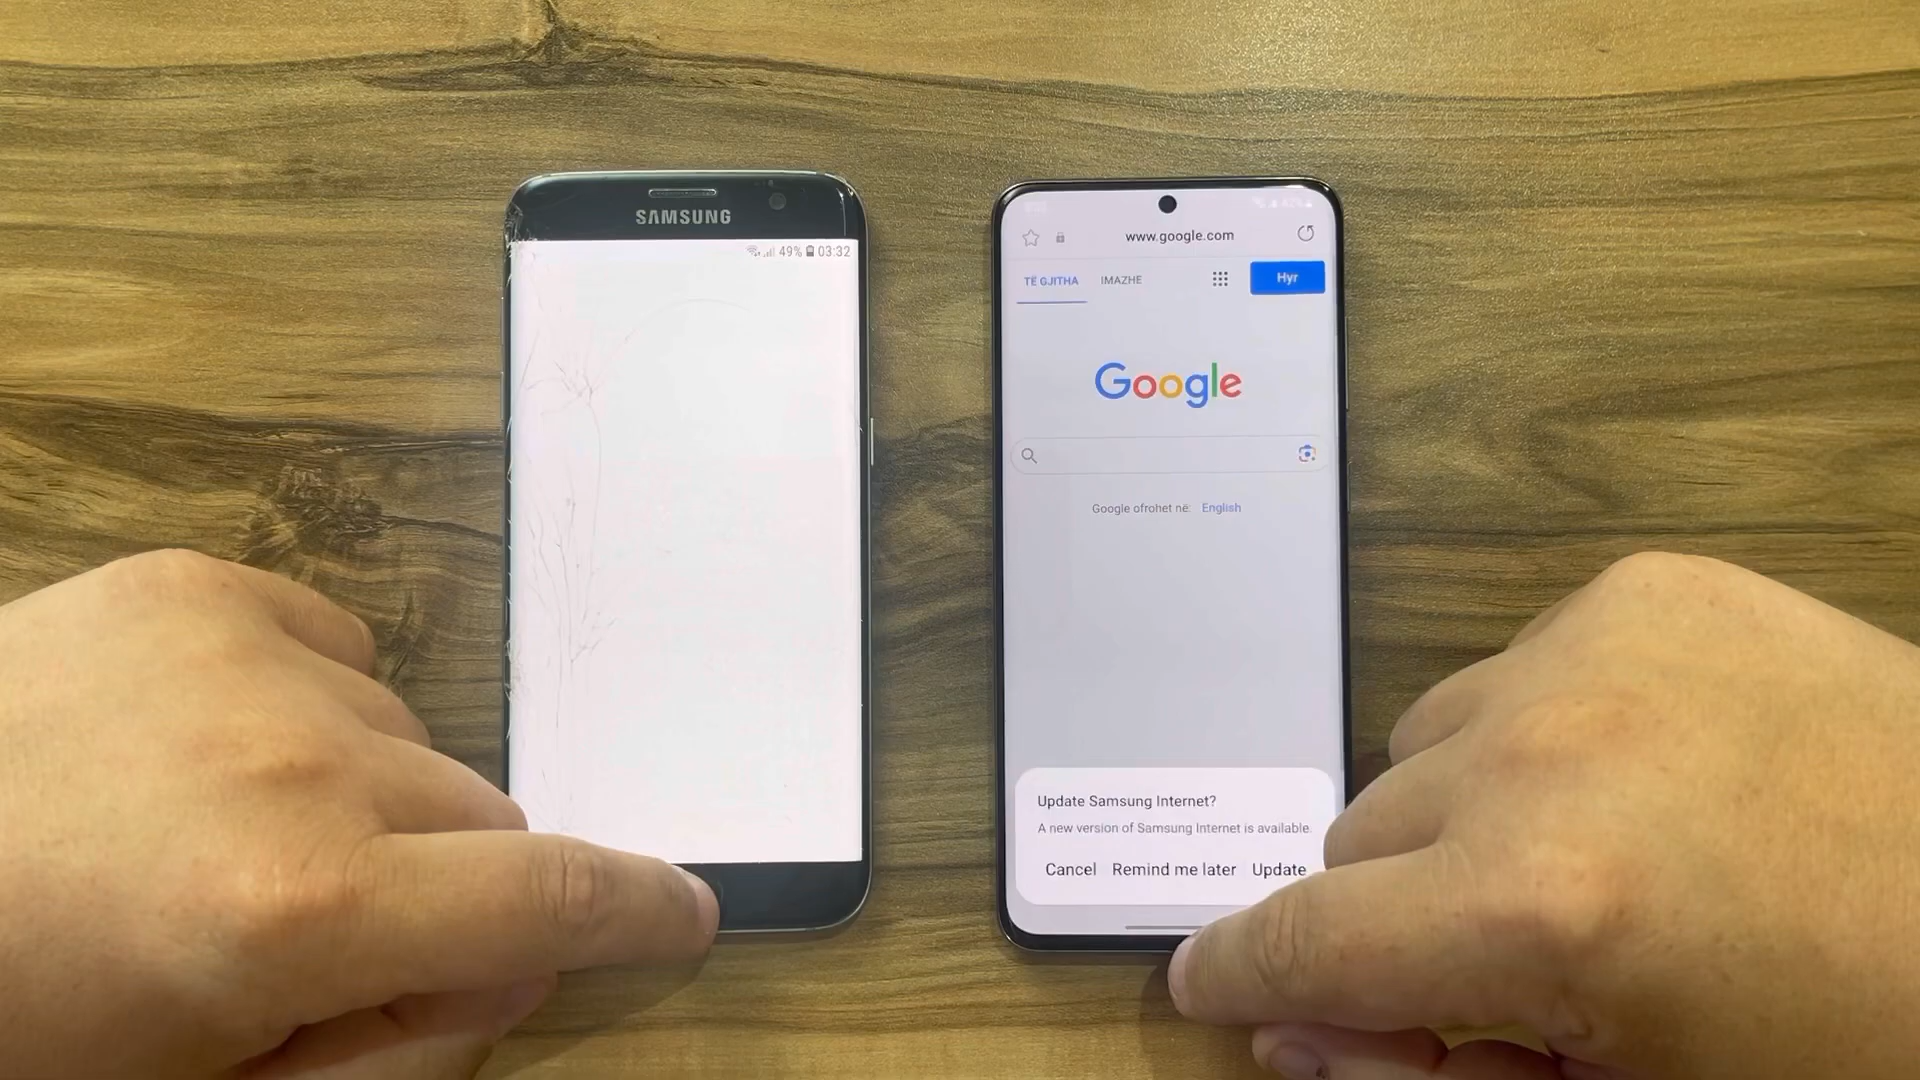 SAMSUNG
49% 03:32
www.google.com
TË GJITHA IMAZHE
Hyr
Google
Google ofrohet në: English
Update Samsung Internet?
A new version of Samsung Internet is available.
Cancel Remind me later Update